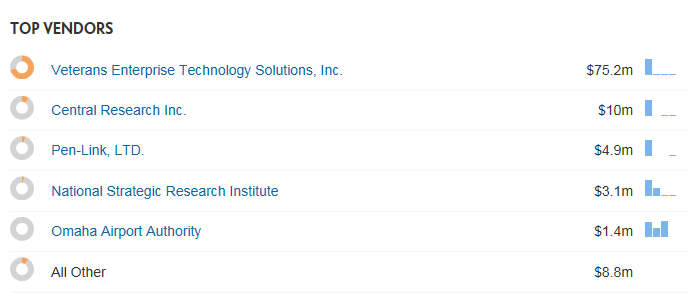 TOP VENDORS
Veterans Enterprise Technology Solutions, Inc. $75.2m
Central Research Inc. $10m
Pen-Link, LTD. $4.9m
National Strategic Research Institute $3.1m
Omaha Airport Authority $1.4m
All Other $8.8m